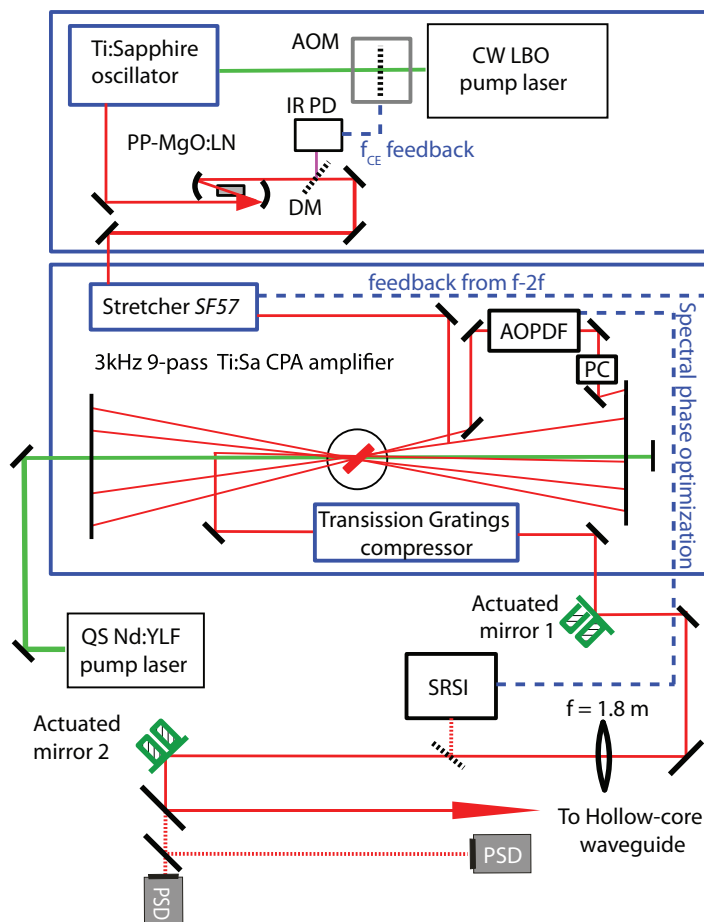 Ti:Sapphire
oscillator
AOM
CW LBO
pump laser
IR PD
PP-MgO:LN
f_CE feedback
DM
feedback from f-2f
Stretcher SF57
AOPDF
3kHz 9-pass Ti:Sa CPA amplifier
PC
Spectral phase optimization
Transission Gratings
compressor
Actuated
mirror 1
QS Nd:YLF
pump laser
SRSI
f = 1.8 m
Actuated
mirror 2
To Hollow-core
waveguide
PSD
PSD